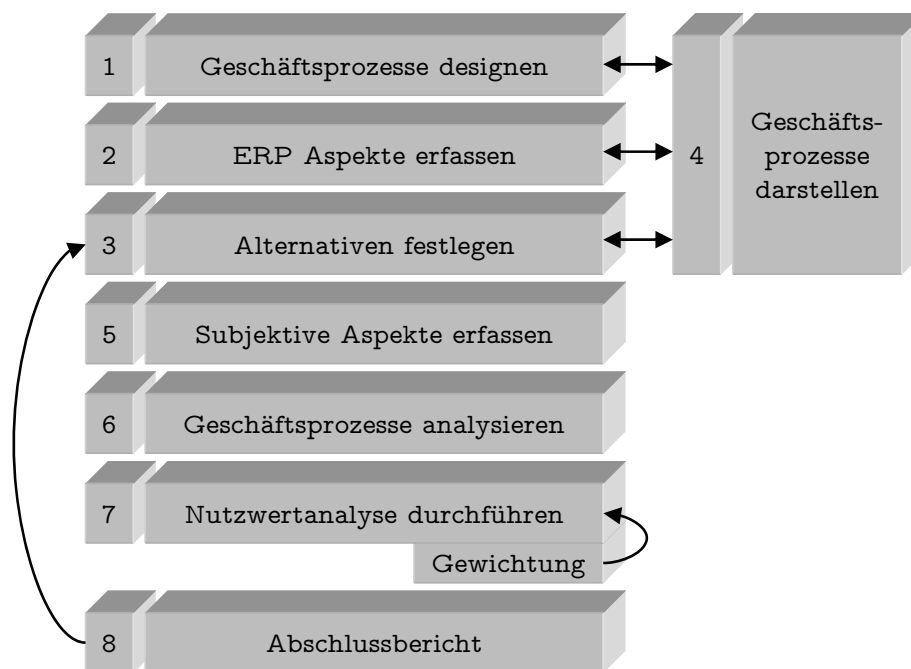 1 Geschäftsprozesse designen
2 ERP Aspekte erfassen
3 Alternativen festlegen
4 Geschäfts-
prozesse
darstellen
5 Subjektive Aspekte erfassen
6 Geschäftsprozesse analysieren
7 Nutzwertanalyse durchführen
Gewichtung
8 Abschlussbericht